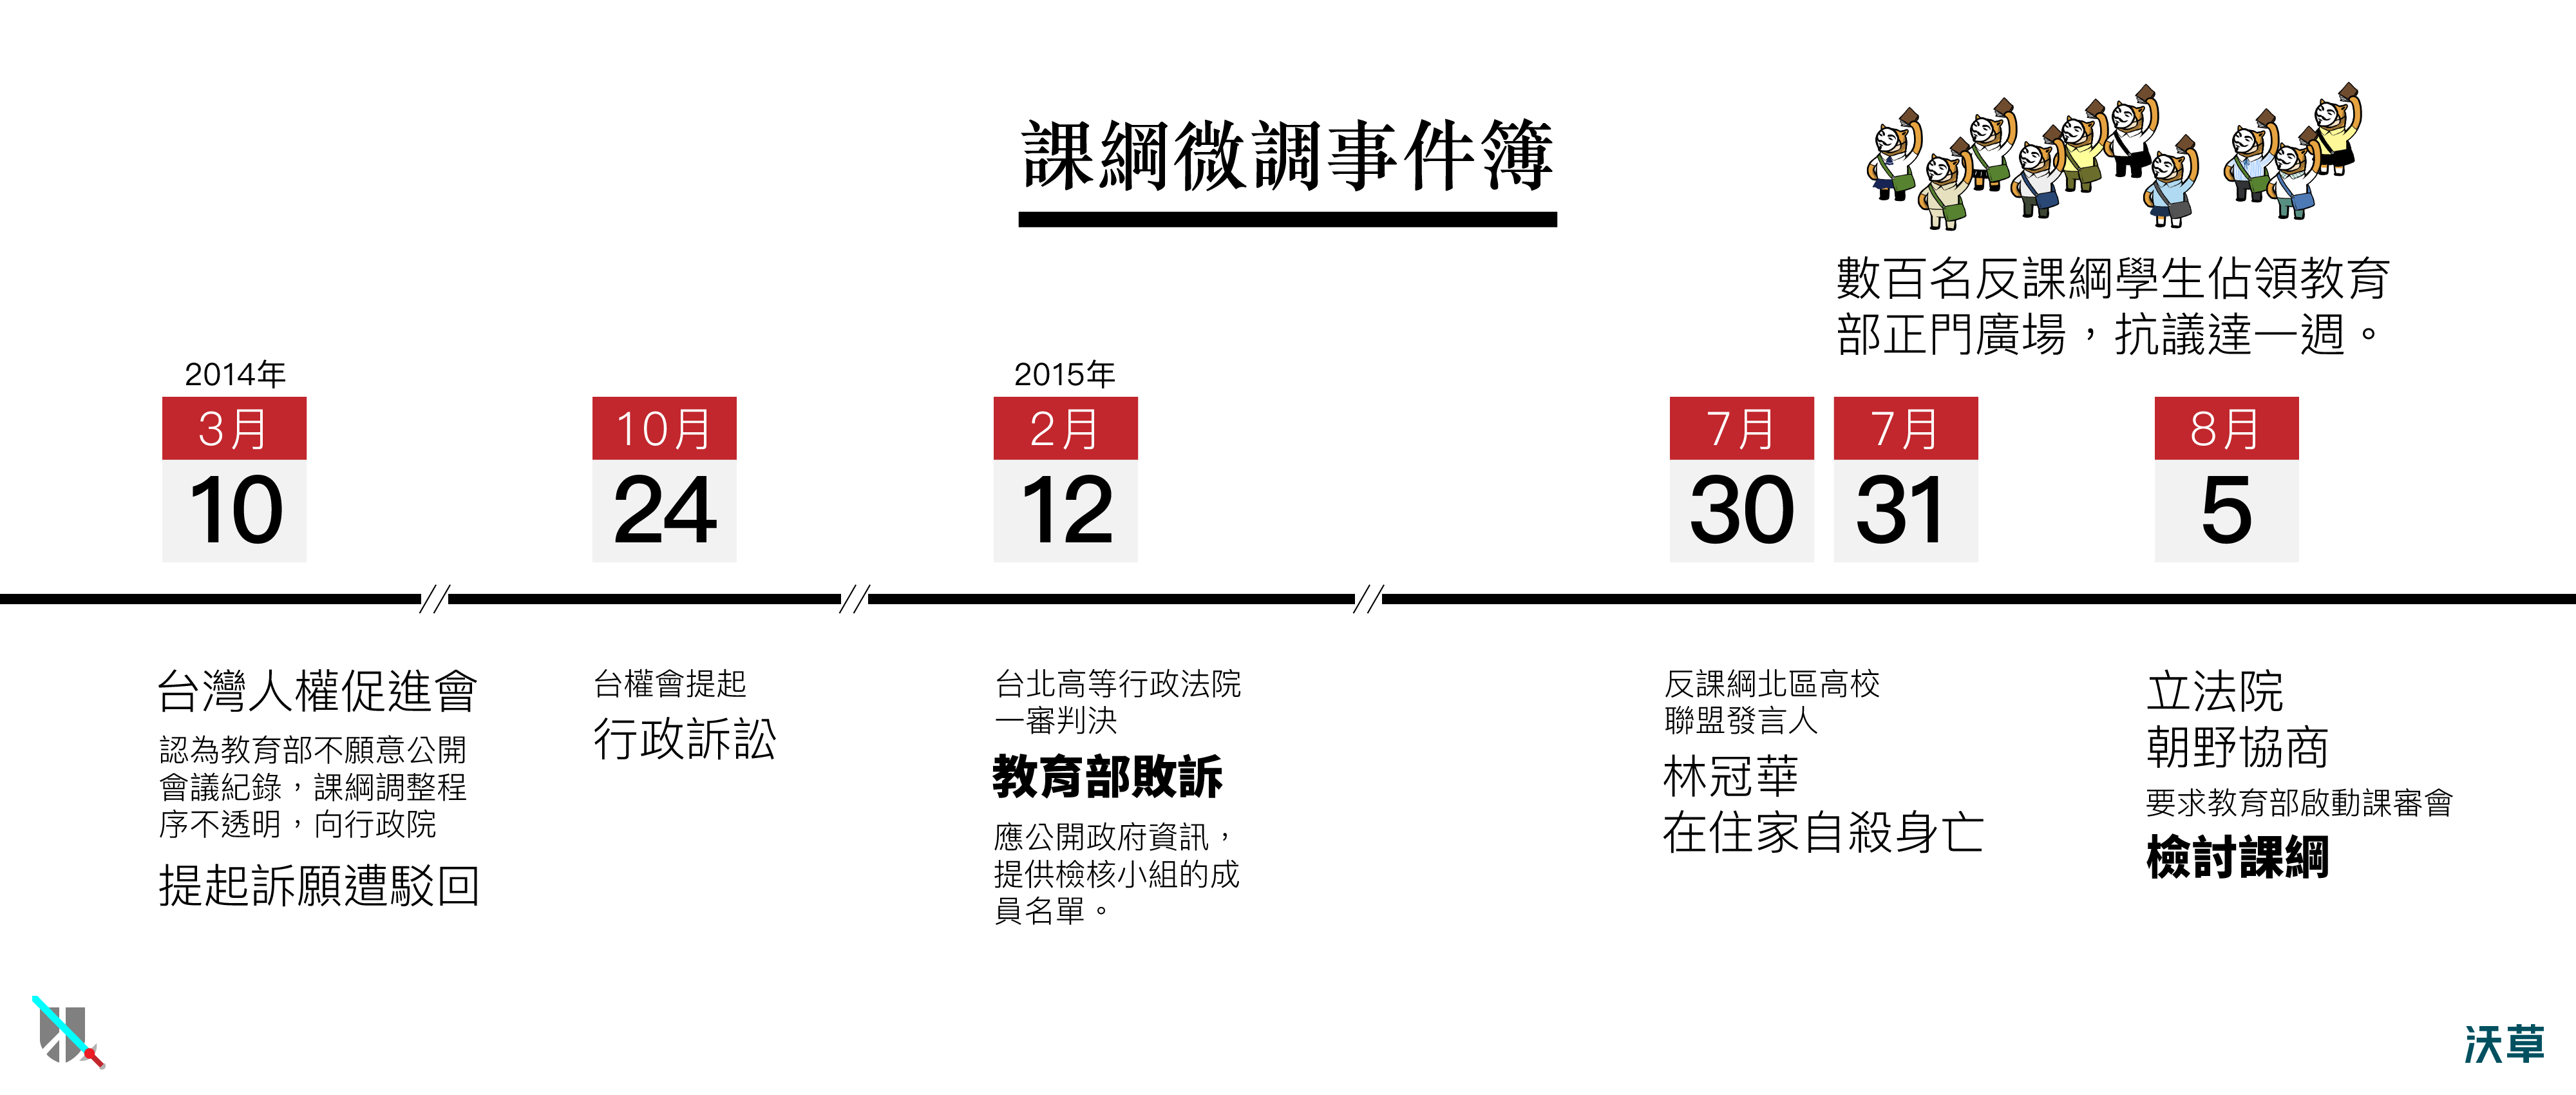 課綱微調事件簿
數百名反課綱學生佔領教育
部正門廣場，抗議達一週。
2014年
3月
10
10月
24
2015年
2月
12
7月
30
7月
31
8月
5
台灣人權促進會
認為教育部不願意公開
會議紀錄，課綱調整程
序不透明，向行政院
提起訴願遭駁回
台權會提起
行政訴訟
台北高等行政法院
一審判決
教育部敗訴
應公開政府資訊，
提供檢核小組的成
員名單。
反課綱北區高校
聯盟發言人
林冠華
在住家自殺身亡
立法院
朝野協商
要求教育部啟動課審會
檢討課綱
沃草